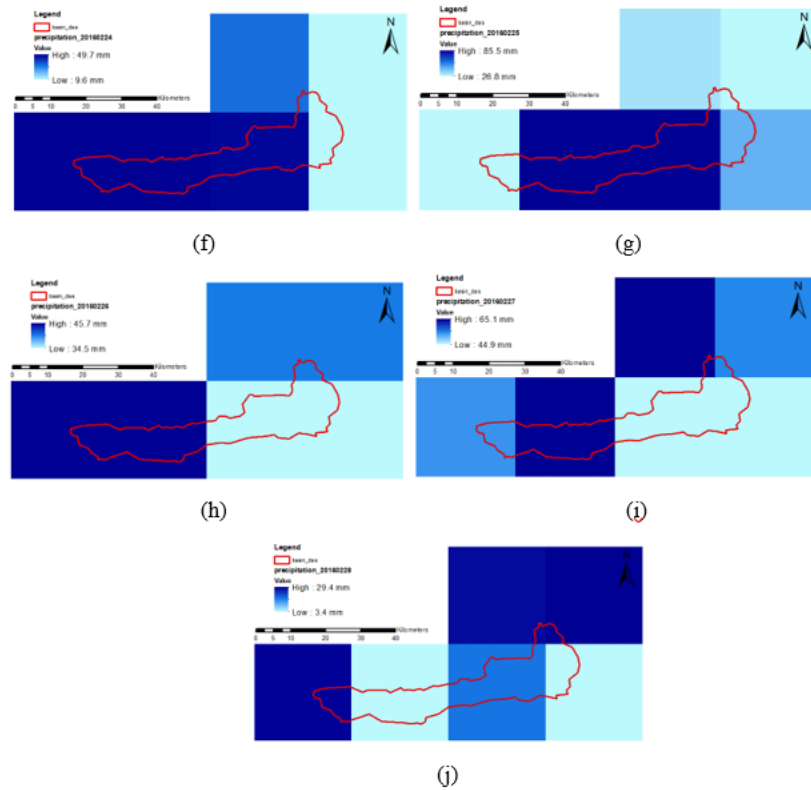 Legend
basin_das
precipitation_20160224
Value
High : 49.7 mm
Low : 9.6 mm
Kilometers
0 5 10 20 30 40
N
(f)
Legend
basin_das
precipitation_20160225
Value
High : 85.5 mm
Low : 26.8 mm
Kilometers
0 5 10 20 30 40
N
(g)
Legend
basin_das
precipitation_20160226
Value
High : 45.7 mm
Low : 34.5 mm
Kilometers
0 5 10 20 30 40
N
(h)
Legend
basin_das
precipitation_20160227
Value
High : 65.1 mm
Low : 44.9 mm
Kilometers
0 5 10 20 30 40
N
(i)
Legend
basin_das
precipitation_20160228
Value
High : 29.4 mm
Low : 3.4 mm
Kilometers
0 5 10 20 30 40
N
(j)